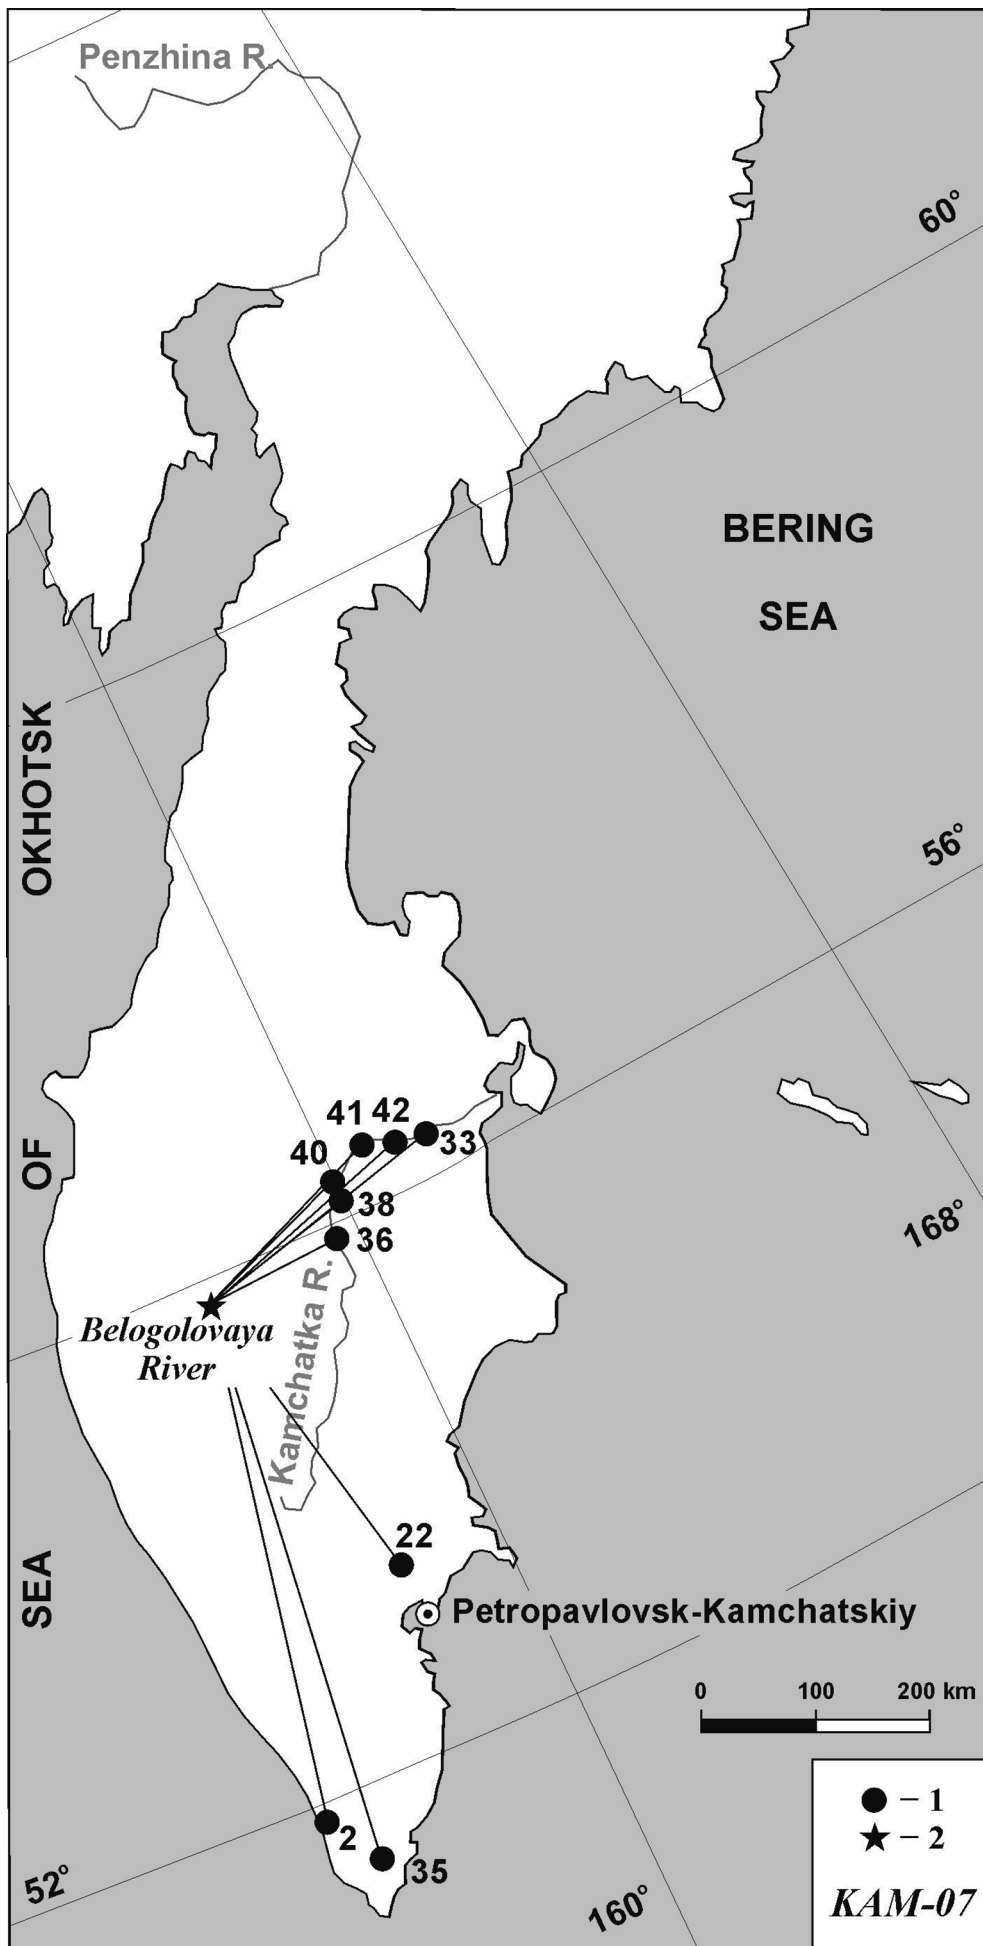 Penzhina R.
60°
BERING
SEA
OKHOTSK
56°
41
42
33
40
OF
38
168°
36
Belogolovaya
River
Kamchatka R.
22
SEA
Petropavlovsk-Kamchatskiy
0 100 200 km
– 1
2
– 2
35
52°
160°
KAM-07